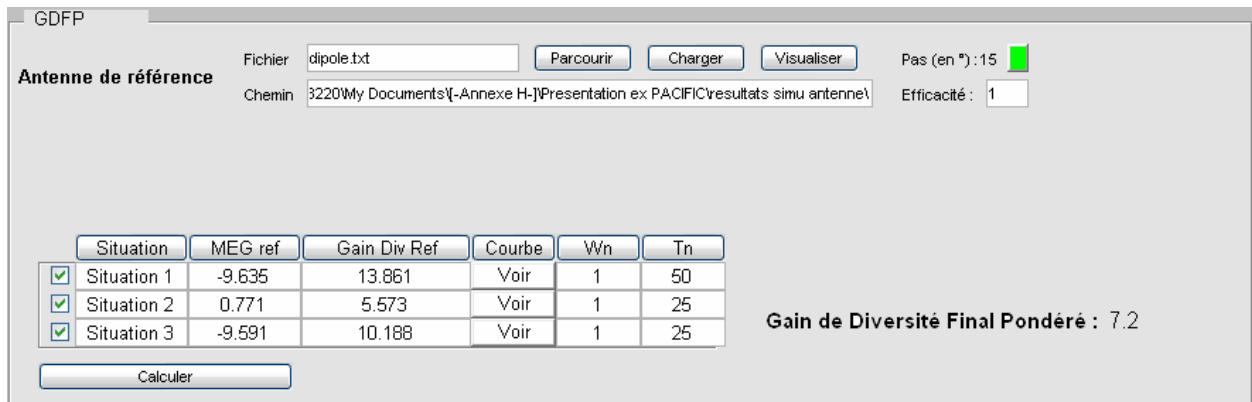 GDFP
Antenne de référence
Fichier dipole.txt Parcourir Charger Visualiser Pas (en °) : 15
Chemin 3220\My Documents\[-Annexe H-]\Presentation ex PACIFIC\resultats simu antenne\ Efficacité : 1
Situation MEG ref Gain Div Ref Courbe Wn Tn
Situation 1 -9.635 13.861 Voir 1 50
Situation 2 0.771 5.573 Voir 1 25
Situation 3 -9.591 10.188 Voir 1 25
Gain de Diversité Final Pondéré : 7.2
Calculer